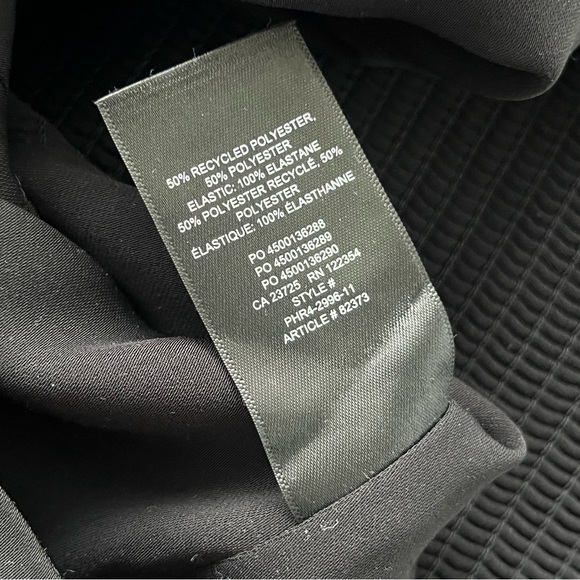 50% RECYCLED POLYESTER,
50% POLYESTER
ELASTIC: 100% ELASTANE
50% POLYESTER RECYCLÉ, 50%
POLYESTER
ÉLASTIQUE: 100% ÉLASTHANNE
PO 4500136288
PO 4500136289
PO 4500136290
CA 23725 RN 122354
STYLE #
PHR4-2996-11
ARTICLE # 82373